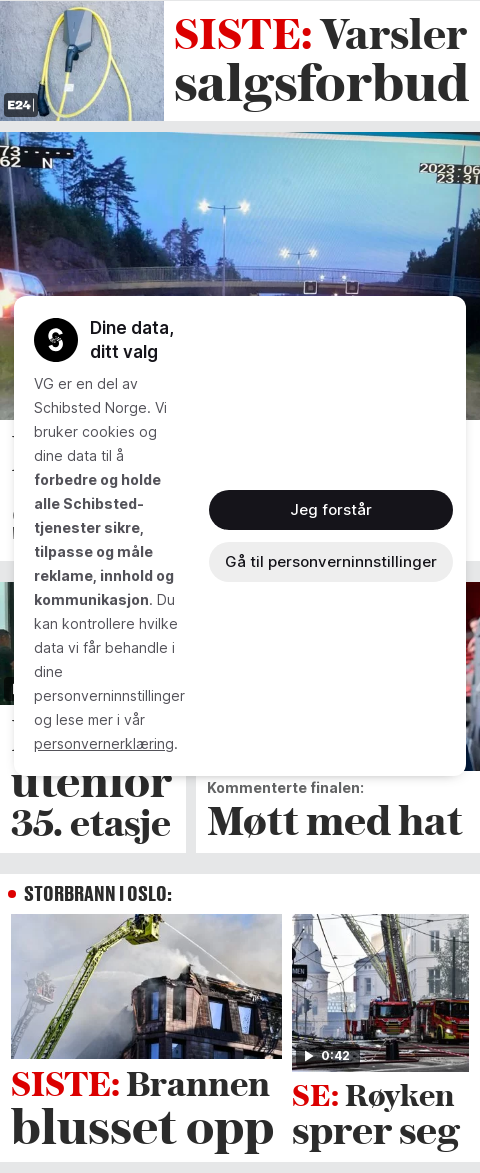 SISTE: Varsler
salgsforbud
E24
73
62 N
2023-06
23:31
Dine data,
ditt valg
VG er en del av
Schibsted Norge. Vi
bruker cookies og
dine data til å
forbedre og holde
alle Schibsted-
tjenester sikre,
tilpasse og måle
reklame, innhold og
kommunikasjon. Du
kan kontrollere hvilke
data vi får behandle i
dine
personverninnstillinger
og lese mer i vår
personvernerklæring.
Jeg forstår
Gå til personverninnstillinger
utenfor
35. etasje
Kommenterte finalen:
Møtt med hat
STORBRANN I OSLO:
SISTE: Brannen
blusset opp
MEN
0:42
SE: Røyken
sprer seg